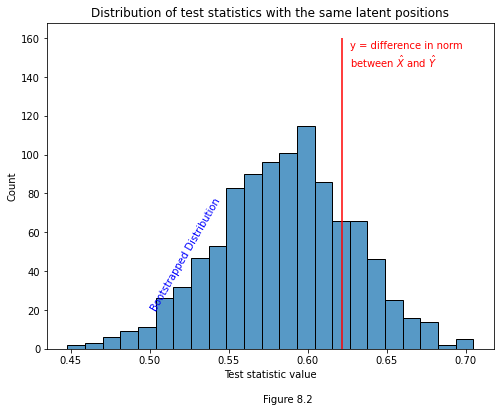 Distribution of test statistics with the same latent positions
160
140
120
100
80
60
40
20
0
Count
y = difference in norm
between X̂ and Ŷ
Bootstrapped Distribution
0.45 0.50 0.55 0.60 0.65 0.70
Test statistic value
Figure 8.2